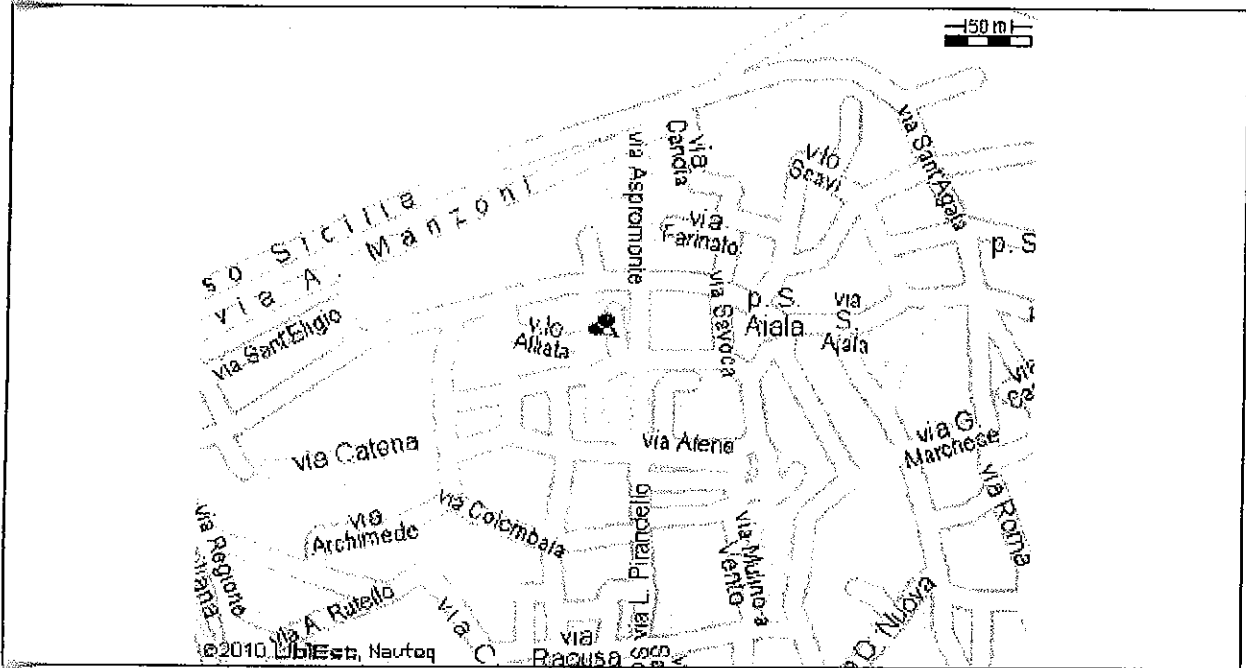 50 m
via Sant'Agata
via
Candia
via Aspromonte
v.lo
Scavi
so Sicilia
via A. Manzoni
via
Farinato
p. S
via Sant'Eligio
via Savoca
p. S.
Aiala
via
S.
Aiala
v.lo
Alliata
via Catena
via Atene
via G.
Marchese
via Roma
via
Archimede
via Colombaia
via L. Pirandello
via Mulino a
Vento
via Regione
via A. Rutello
via C
via
Ragusa
D. Nuova
©2010 UbiEst, Navteq